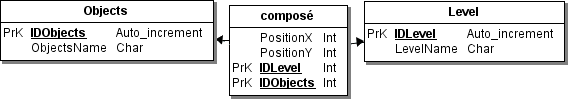 Objects
PrK IDObjects Auto_increment
ObjectsName Char
composé
PositionX Int
PositionY Int
PrK IDLevel Int
PrK IDObjects Int
Level
PrK IDLevel Auto_increment
LevelName Char